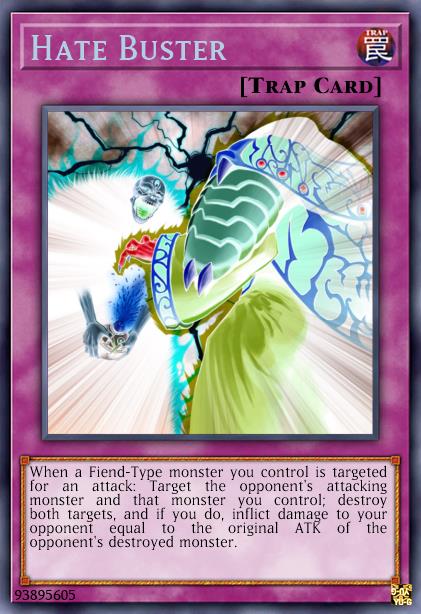 Hate Buster
TRAP
罠
[Trap Card]
When a Fiend-Type monster you control is targeted
for an attack: Target the opponent's attacking
monster and that monster you control; destroy
both targets, and if you do, inflict damage to your
opponent equal to the original ATK of the
opponent's destroyed monster.
93895605